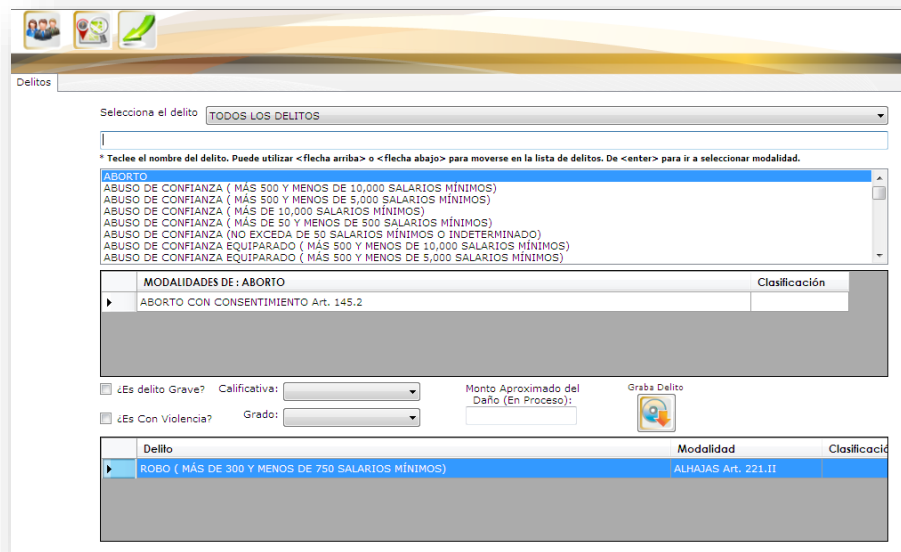 Delitos
Selecciona el delito TODOS LOS DELITOS
* Teclee el nombre del delito. Puede utilizar <flecha arriba> o <flecha abajo> para moverse en la lista de delitos. De <enter> para ir a seleccionar modalidad.
ABORTO
ABUSO DE CONFIANZA ( MÁS 500 Y MENOS DE 10,000 SALARIOS MÍNIMOS)
ABUSO DE CONFIANZA ( MÁS 500 Y MENOS DE 5,000 SALARIOS MÍNIMOS)
ABUSO DE CONFIANZA ( MÁS DE 10,000 SALARIOS MÍNIMOS)
ABUSO DE CONFIANZA ( MÁS DE 50 Y MENOS DE 500 SALARIOS MÍNIMOS)
ABUSO DE CONFIANZA (NO EXCEDA DE 50 SALARIOS MÍNIMOS O INDETERMINADO)
ABUSO DE CONFIANZA EQUIPARADO ( MÁS 500 Y MENOS DE 10,000 SALARIOS MÍNIMOS)
ABUSO DE CONFIANZA EQUIPARADO ( MÁS 500 Y MENOS DE 5,000 SALARIOS MÍNIMOS)
MODALIDADES DE : ABORTO Clasificación
ABORTO CON CONSENTIMIENTO Art. 145.2
¿Es delito Grave? Calificativa: Monto Aproximado del Graba Delito
Daño (En Proceso):
¿Es Con Violencia? Grado:
Delito Modalidad Clasificació
ROBO ( MÁS DE 300 Y MENOS DE 750 SALARIOS MÍNIMOS) ALHAJAS Art. 221.II